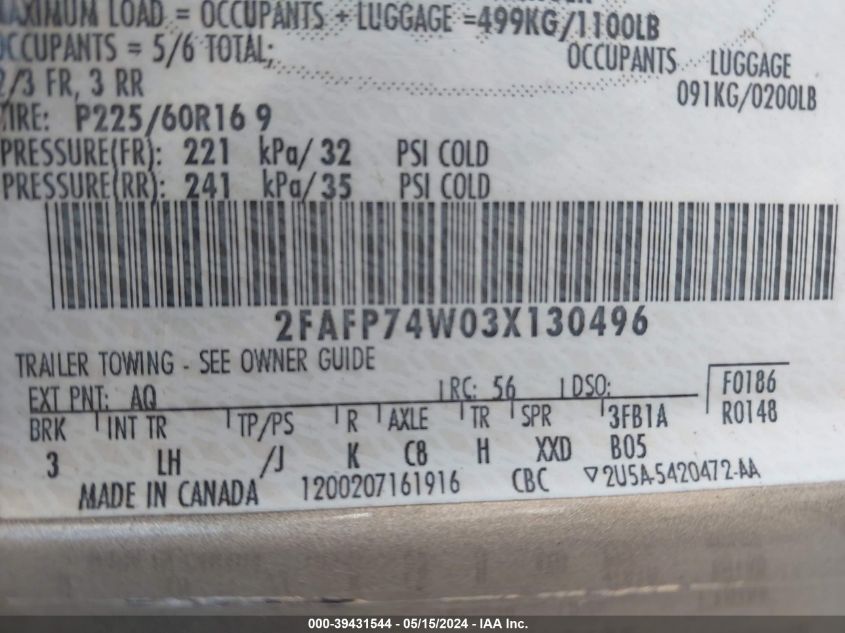 MAXIMUM LOAD = OCCUPANTS + LUGGAGE =499KG/1100LB
OCCUPANTS = 5/6 TOTAL; OCCUPANTS LUGGAGE
2/3 FR, 3 RR 091KG/0200LB
TIRE: P225/60R16 9
PRESSURE(FR): 221 kPa/ 32 PSI COLD
PRESSURE(RR): 241 kPa/ 35 PSI COLD
2FAFP74W03X130496
TRAILER TOWING - SEE OWNER GUIDE
EXT PNT: AQ RC: 56 DSO: F0186
BRK INT TR TP/PS R AXLE TR SPR 3FB1A R0148
3 LH /J K C8 H XXD B05
MADE IN CANADA 1200207161916 CBC ▽2U5A-5420472-AA
000-39431544 - 05/15/2024 - IAA Inc.